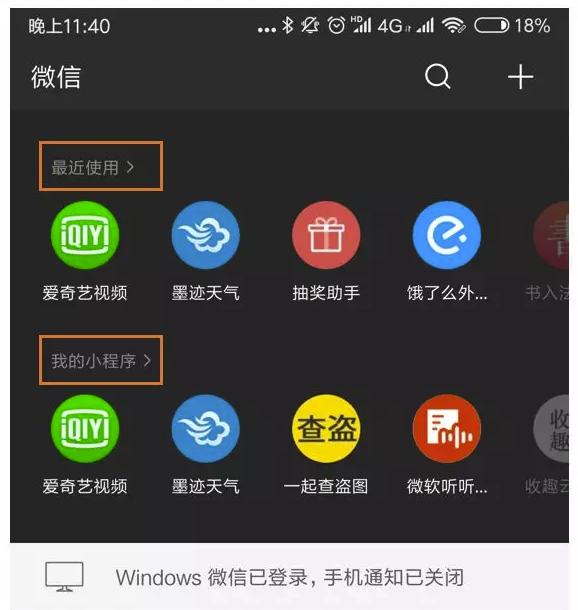 晚上11:40
HD 4G 18%
微信
最近使用 >
iQIYI
爱奇艺视频 墨迹天气 抽奖助手 饿了么外... 书入法
我的小程序 >
iQIYI 查盗 收趣
爱奇艺视频 墨迹天气 一起查盗图 微软听听... 收趣云
Windows 微信已登录，手机通知已关闭